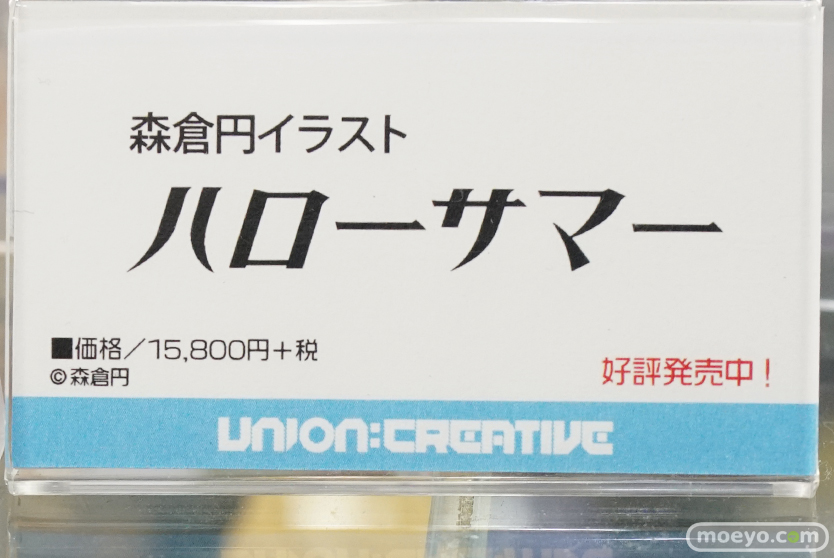 森倉円イラスト
ハローサマー
■価格／15,800円＋税
©森倉円
好評発売中！
UNION:CREATIVE
moeyo.com